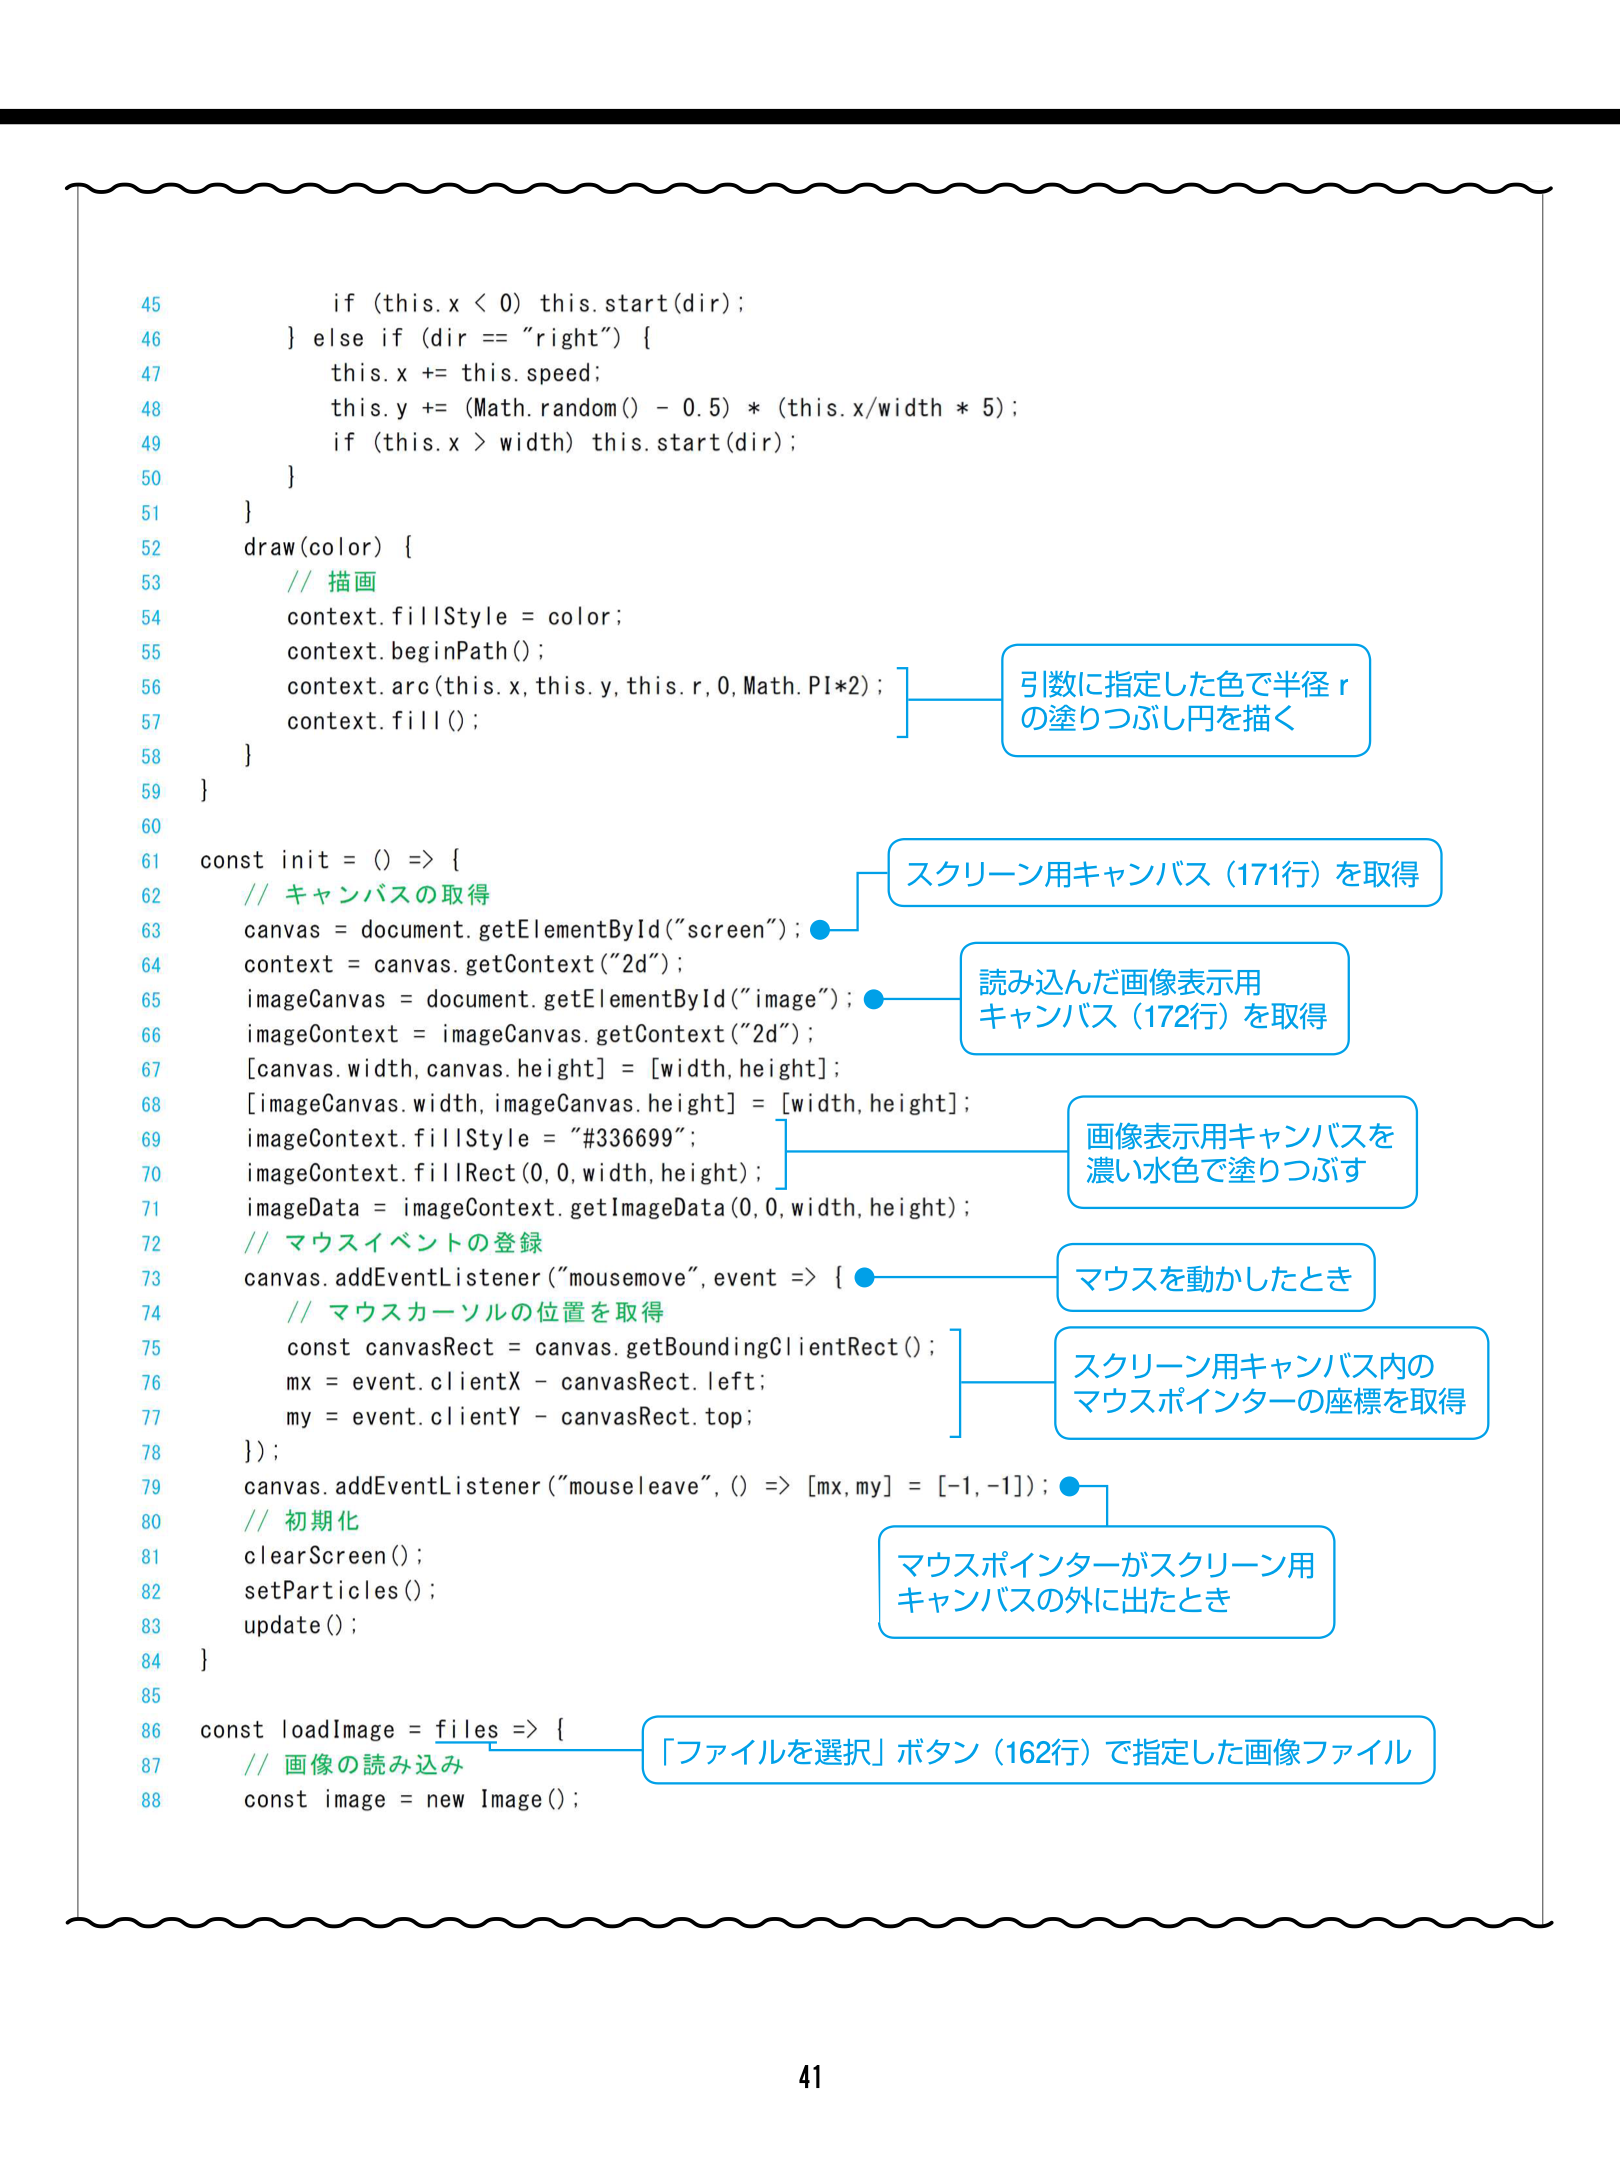 45 if (this.x < 0) this.start(dir);
46 } else if (dir == "right") {
47 this.x += this.speed;
48 this.y += (Math.random() - 0.5) * (this.x/width * 5);
49 if (this.x > width) this.start(dir);
50 }
51 }
52 draw(color) {
53 // 描画
54 context.fillStyle = color;
55 context.beginPath();
56 context.arc(this.x,this.y,this.r,0,Math.PI*2);
57 context.fill();
引数に指定した色で半径 r
の塗りつぶし円を描く
58 }
59 }
60
61 const init = () => {
62 // キャンバスの取得
63 canvas = document.getElementById("screen");
スクリーン用キャンバス（171行）を取得
64 context = canvas.getContext("2d");
65 imageCanvas = document.getElementById("image");
読み込んだ画像表示用
キャンバス（172行）を取得
66 imageContext = imageCanvas.getContext("2d");
67 [canvas.width,canvas.height] = [width,height];
68 [imageCanvas.width,imageCanvas.height] = [width,height];
69 imageContext.fillStyle = "#336699";
70 imageContext.fillRect(0,0,width,height);
画像表示用キャンバスを
濃い水色で塗りつぶす
71 imageData = imageContext.getImageData(0,0,width,height);
72 // マウスイベントの登録
73 canvas.addEventListener("mousemove",event => {
マウスを動かしたとき
74 // マウスカーソルの位置を取得
75 const canvasRect = canvas.getBoundingClientRect();
76 mx = event.clientX - canvasRect.left;
77 my = event.clientY - canvasRect.top;
スクリーン用キャンバス内の
マウスポインターの座標を取得
78 });
79 canvas.addEventListener("mouseleave",() => [mx,my] = [-1,-1]);
マウスポインターがスクリーン用
キャンバスの外に出たとき
80 // 初期化
81 clearScreen();
82 setParticles();
83 update();
84 }
85
86 const loadImage = files => {
「ファイルを選択」ボタン（162行）で指定した画像ファイル
87 // 画像の読み込み
88 const image = new Image();
41